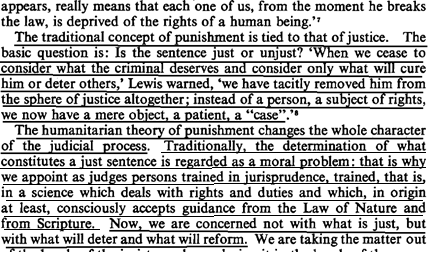 appears, really means that each one of us, from the moment he breaks
the law, is deprived of the rights of a human being.'⁷
The traditional concept of punishment is tied to that of justice. The
basic question is: Is the sentence just or unjust? 'When we cease to
consider what the criminal deserves and consider only what will cure
him or deter others,' Lewis warned, 'we have tacitly removed him from
the sphere of justice altogether; instead of a person, a subject of rights,
we now have a mere object, a patient, a "case".'⁸
The humanitarian theory of punishment changes the whole character
of the judicial process. Traditionally, the determination of what
constitutes a just sentence is regarded as a moral problem: that is why
we appoint as judges persons trained in jurisprudence, trained, that is,
in a science which deals with rights and duties and which, in origin
at least, consciously accepts guidance from the Law of Nature and
from Scripture. Now, we are concerned not with what is just, but
with what will deter and what will reform. We are taking the matter out